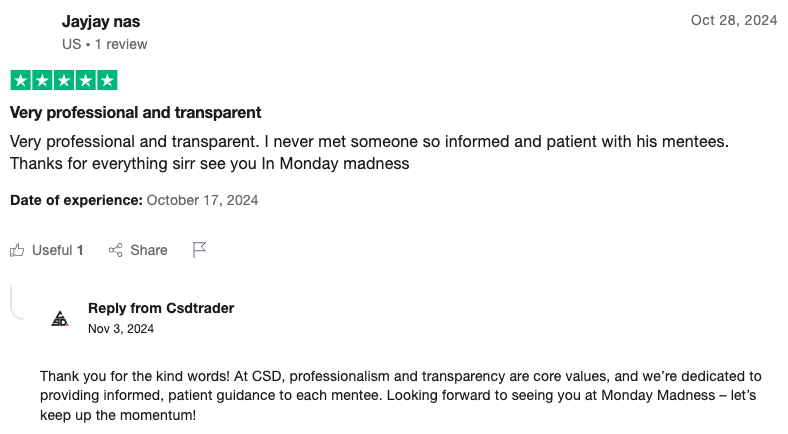 Jayjay nas
Oct 28, 2024
US • 1 review
Very professional and transparent
Very professional and transparent. I never met someone so informed and patient with his mentees.
Thanks for everything sirr see you In Monday madness
Date of experience: October 17, 2024
Useful 1 Share
CSD
Reply from Csdtrader
Nov 3, 2024
Thank you for the kind words! At CSD, professionalism and transparency are core values, and we’re dedicated to
providing informed, patient guidance to each mentee. Looking forward to seeing you at Monday Madness – let’s
keep up the momentum!